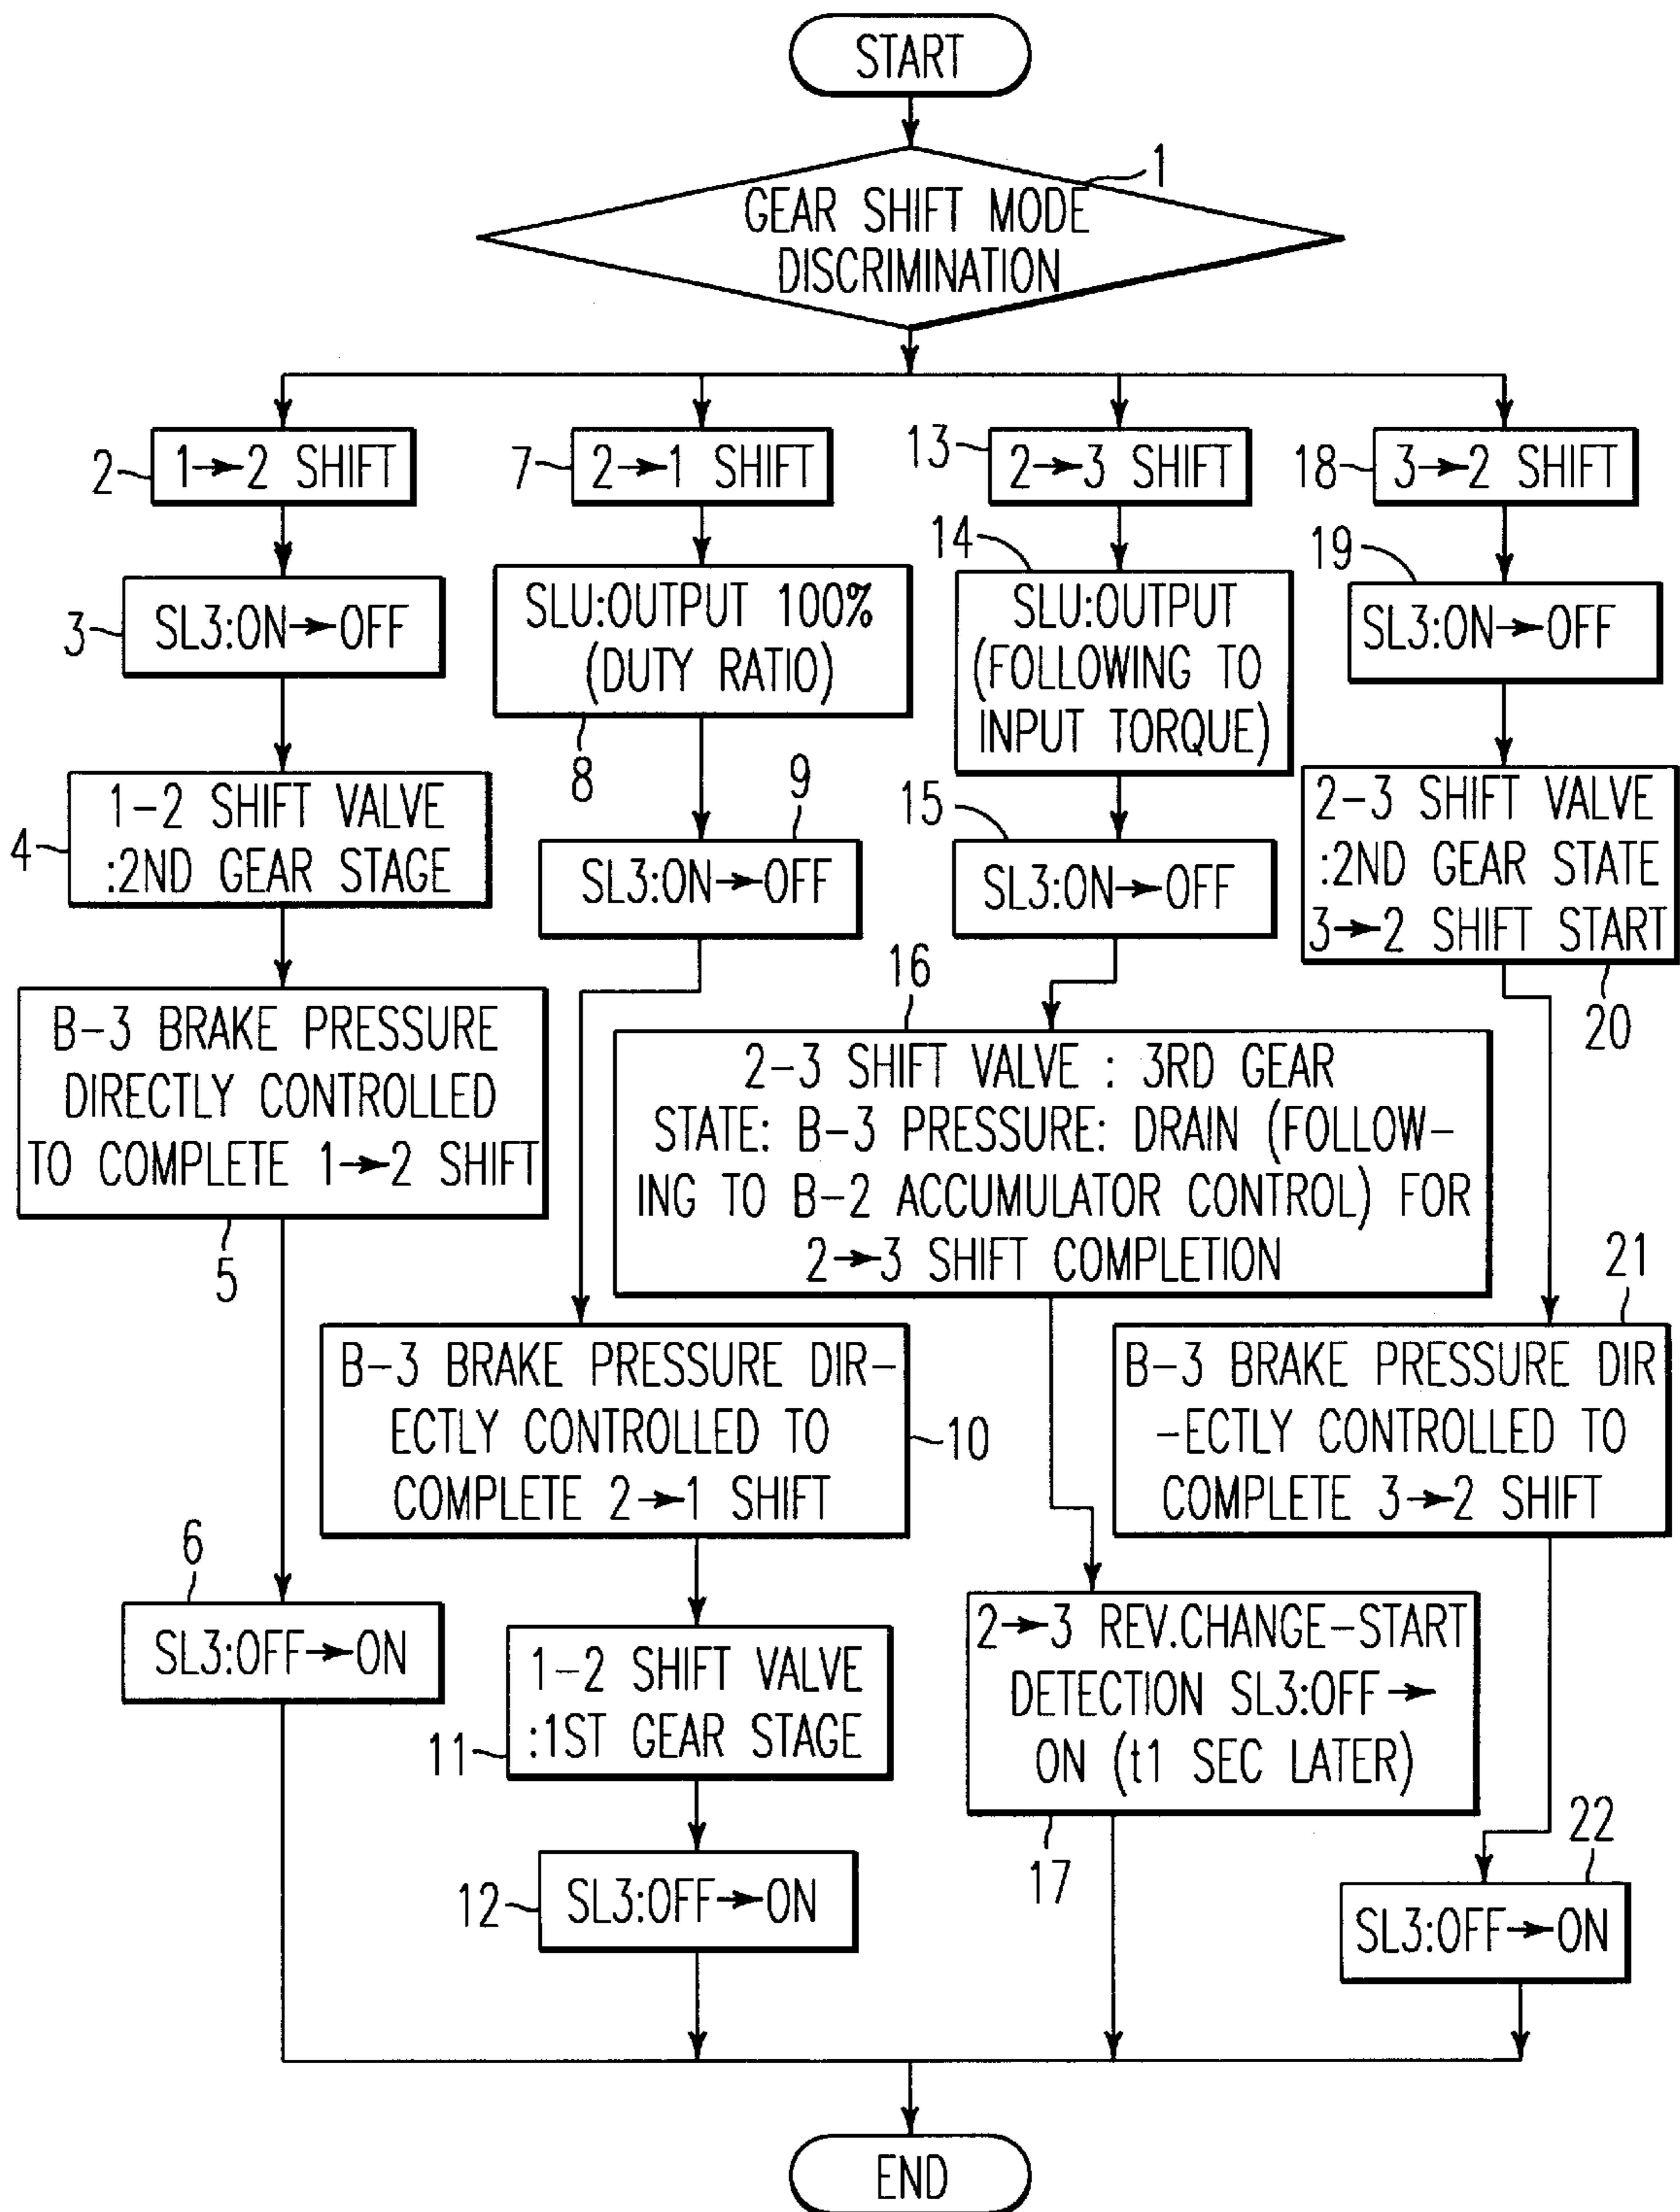 START
1
GEAR SHIFT MODE
DISCRIMINATION
2
1→2 SHIFT
3
SL3:ON→OFF
4
1-2 SHIFT VALVE
:2ND GEAR STAGE
B-3 BRAKE PRESSURE
DIRECTLY CONTROLLED
TO COMPLETE 1→2 SHIFT
5
6
SL3:OFF→ON
7
2→1 SHIFT
SLU:OUTPUT 100%
(DUTY RATIO)
8
9
SL3:ON→OFF
B-3 BRAKE PRESSURE DIR-
ECTLY CONTROLLED TO
COMPLETE 2→1 SHIFT
10
1-2 SHIFT VALVE
:1ST GEAR STAGE
11
12
SL3:OFF→ON
13
2→3 SHIFT
14
SLU:OUTPUT
(FOLLOWING TO
INPUT TORQUE)
15
SL3:ON→OFF
16
2-3 SHIFT VALVE : 3RD GEAR
STATE: B-3 PRESSURE: DRAIN (FOLLOW-
ING TO B-2 ACCUMULATOR CONTROL) FOR
2→3 SHIFT COMPLETION
2→3 REV.CHANGE-START
DETECTION SL3:OFF→
ON (t1 SEC LATER)
17
18
3→2 SHIFT
19
SL3:ON→OFF
2-3 SHIFT VALVE
:2ND GEAR STATE
3→2 SHIFT START
20
21
B-3 BRAKE PRESSURE DIR
-ECTLY CONTROLLED TO
COMPLETE 3→2 SHIFT
22
SL3:OFF→ON
END